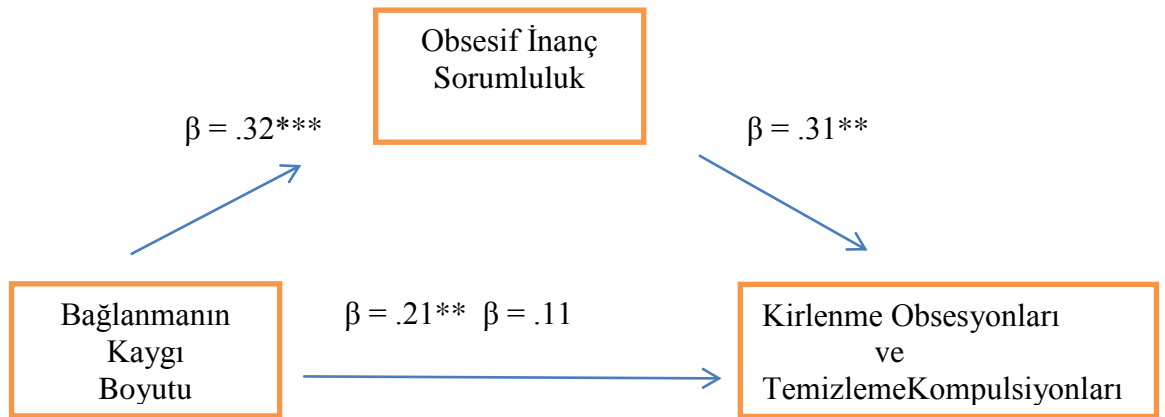 Obsesif İnanç
Sorumluluk
β = .32***
β = .31**
Bağlanmanın
Kaygı
Boyutu
β = .21** β = .11
Kirlenme Obsesyonları
ve
TemizlemeKompulsiyonları